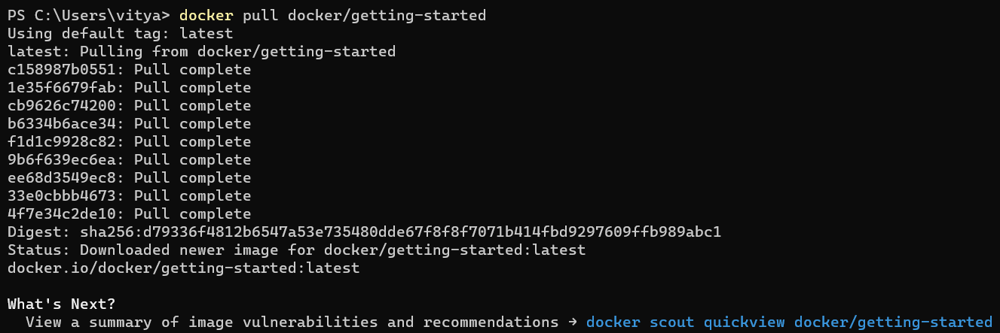 PS C:\Users\vitya> docker pull docker/getting-started
Using default tag: latest
latest: Pulling from docker/getting-started
c158987b0551: Pull complete
1e35f6679fab: Pull complete
cb9626c74200: Pull complete
b6334b6ace34: Pull complete
f1d1c9928c82: Pull complete
9b6f639ec6ea: Pull complete
ee68d3549ec8: Pull complete
33e0cbbb4673: Pull complete
4f7e34c2de10: Pull complete
Digest: sha256:d79336f4812b6547a53e735480dde67f8f8f7071b414fbd9297609ffb989abc1
Status: Downloaded newer image for docker/getting-started:latest
docker.io/docker/getting-started:latest
What's Next?
View a summary of image vulnerabilities and recommendations → docker scout quickview docker/getting-started